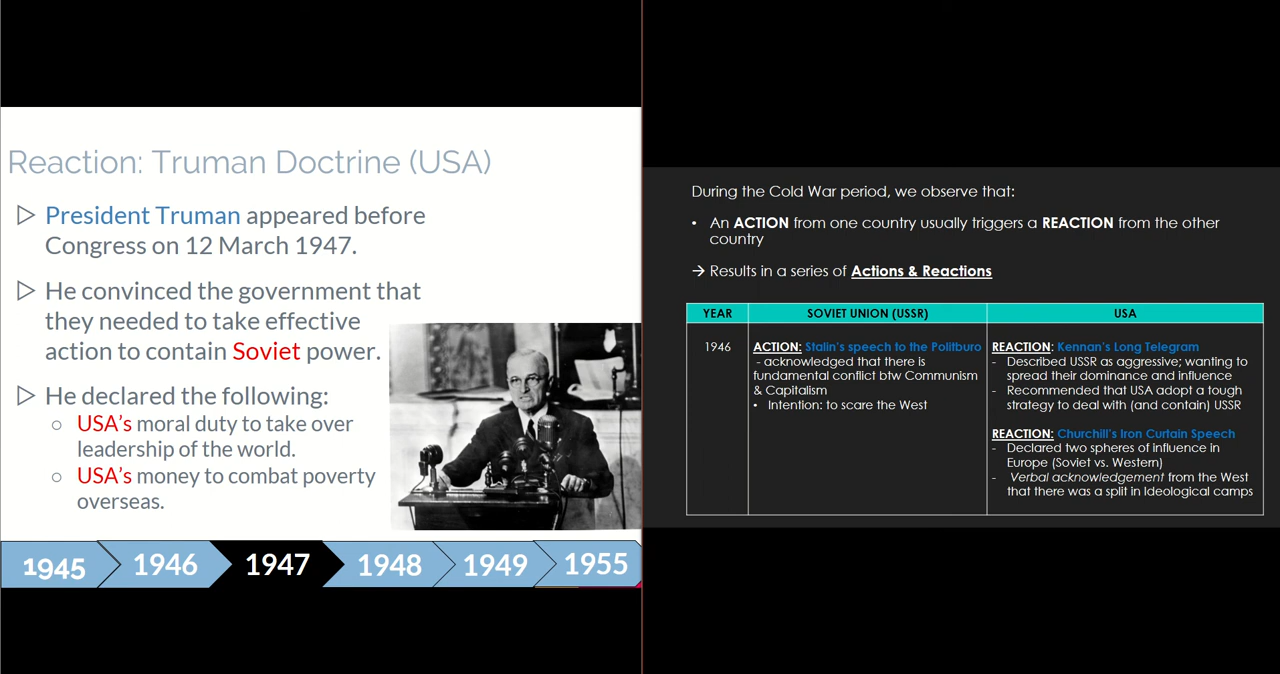 Reaction: Truman Doctrine (USA)
President Truman appeared before
Congress on 12 March 1947.
He convinced the government that
they needed to take effective
action to contain Soviet power.
He declared the following:
USA's moral duty to take over
leadership of the world.
USA's money to combat poverty
overseas.
1945 1946 1947 1948 1949 1955
During the Cold War period, we observe that:
• An ACTION from one country usually triggers a REACTION from the other
country
→ Results in a series of Actions & Reactions
YEAR SOVIET UNION (USSR) USA
1946
ACTION: Stalin's speech to the Politburo
- acknowledged that there is
fundamental conflict btw Communism
& Capitalism
• Intention: to scare the West
REACTION: Kennan's Long Telegram
- Described USSR as aggressive; wanting to
spread their dominance and influence
- Recommended that USA adopt a tough
strategy to deal with (and contain) USSR
REACTION: Churchill's Iron Curtain Speech
- Declared two spheres of influence in
Europe (Soviet vs. Western)
- Verbal acknowledgement from the West
that there was a split in Ideological camps